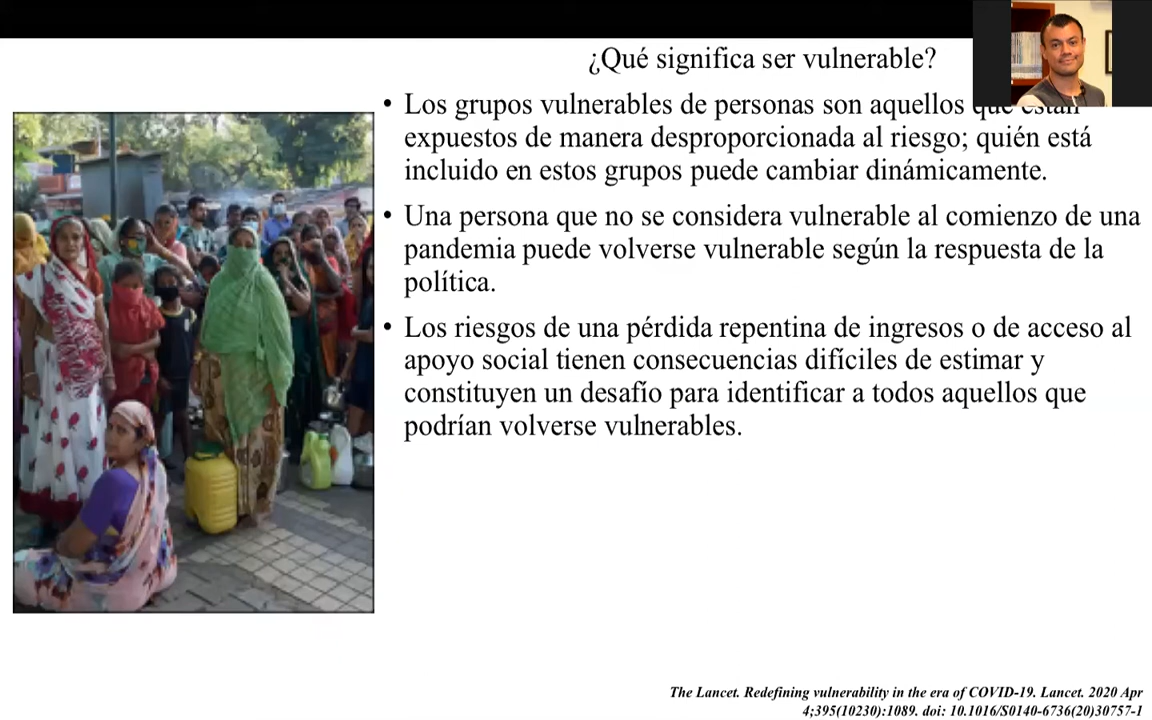 ¿Qué significa ser vulnerable?
• Los grupos vulnerables de personas son aquellos que están
expuestos de manera desproporcionada al riesgo; quién está
incluido en estos grupos puede cambiar dinámicamente.
• Una persona que no se considera vulnerable al comienzo de una
pandemia puede volverse vulnerable según la respuesta de la
política.
• Los riesgos de una pérdida repentina de ingresos o de acceso al
apoyo social tienen consecuencias difíciles de estimar y
constituyen un desafío para identificar a todos aquellos que
podrían volverse vulnerables.
The Lancet. Redefining vulnerability in the era of COVID-19. Lancet. 2020 Apr
4;395(10230):1089. doi: 10.1016/S0140-6736(20)30757-1